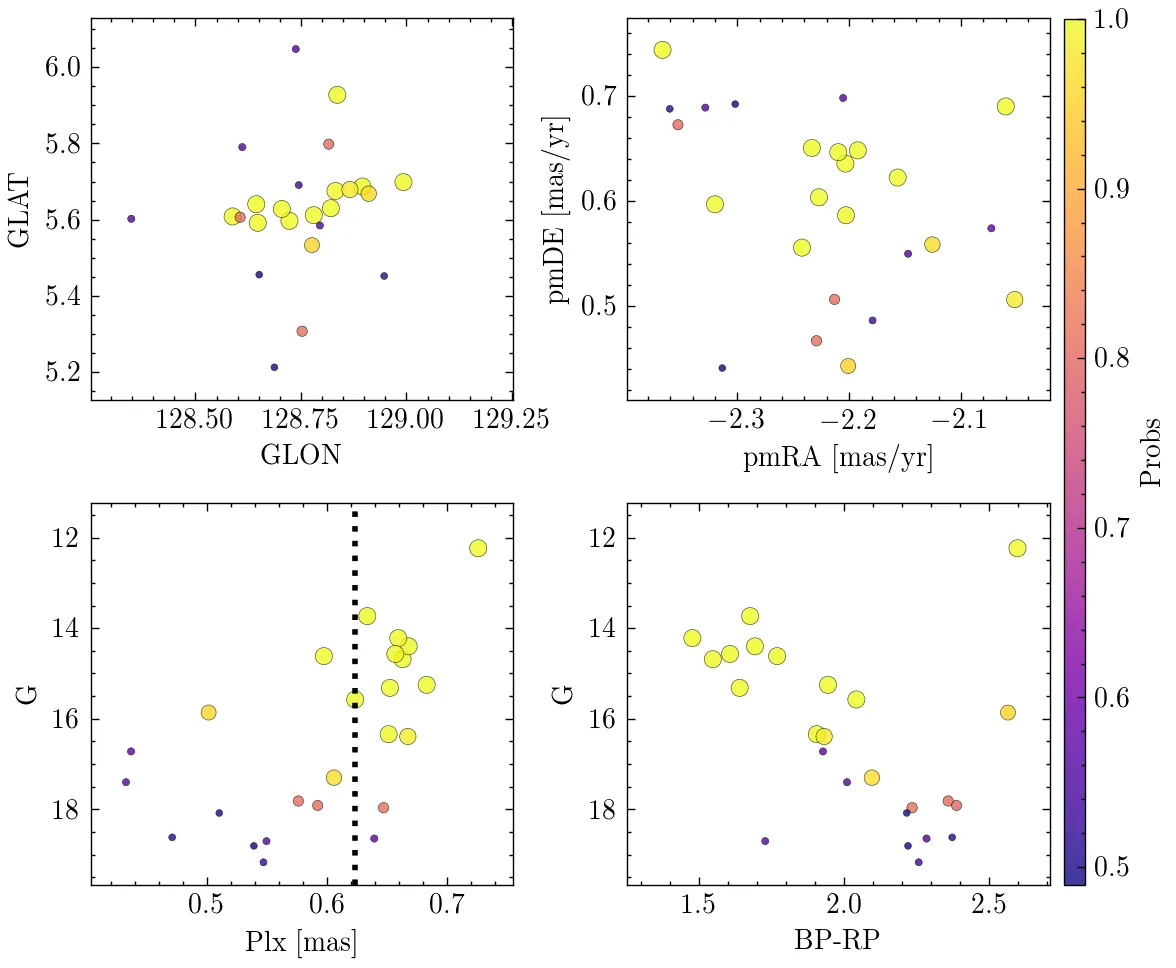 6.0
5.8
5.6
5.4
5.2
GLAT
128.50 128.75 129.00 129.25
GLON
0.7
0.6
0.5
pmDE [mas/yr]
−2.3 −2.2 −2.1
pmRA [mas/yr]
12
14
16
18
G
0.5 0.6 0.7
Plx [mas]
12
14
16
18
G
1.5 2.0 2.5
BP-RP
1.0
0.9
0.8
0.7
0.6
0.5
Probs